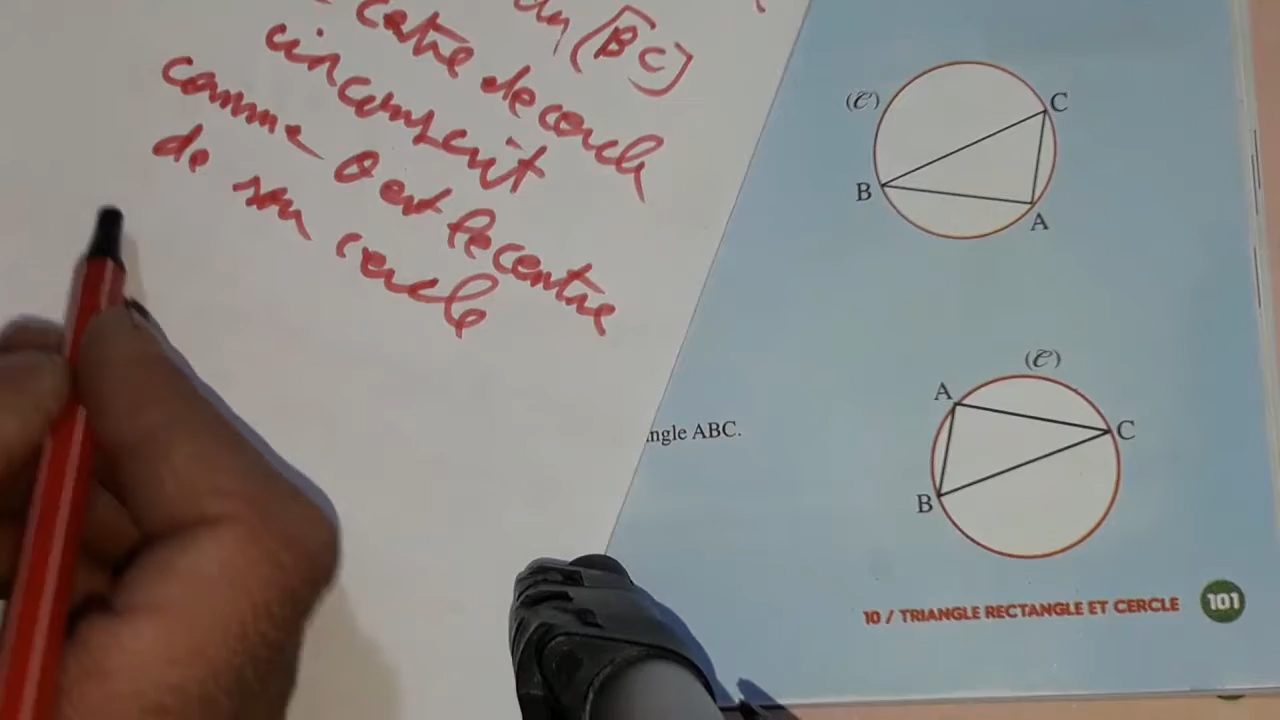 [BC]
catre de cercle
circonscrit
comme O est le centre
de son cercle
(C)
C
B
A
(C)
A
C
B
ngle ABC.
10 / TRIANGLE RECTANGLE ET CERCLE 101